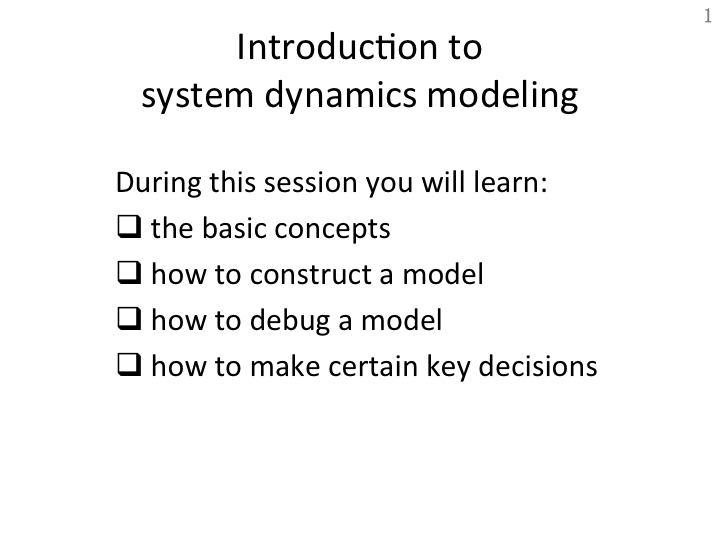 1
Introduction to
system dynamics modeling
During this session you will learn:
❑ the basic concepts
❑ how to construct a model
❑ how to debug a model
❑ how to make certain key decisions